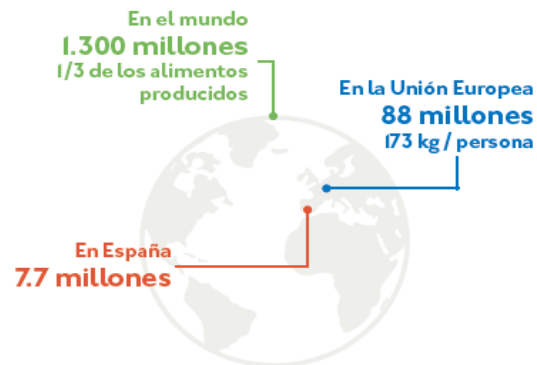 En el mundo
1.300 millones
1/3 de los alimentos
producidos
En la Unión Europea
88 millones
173 kg / persona
En España
7.7 millones